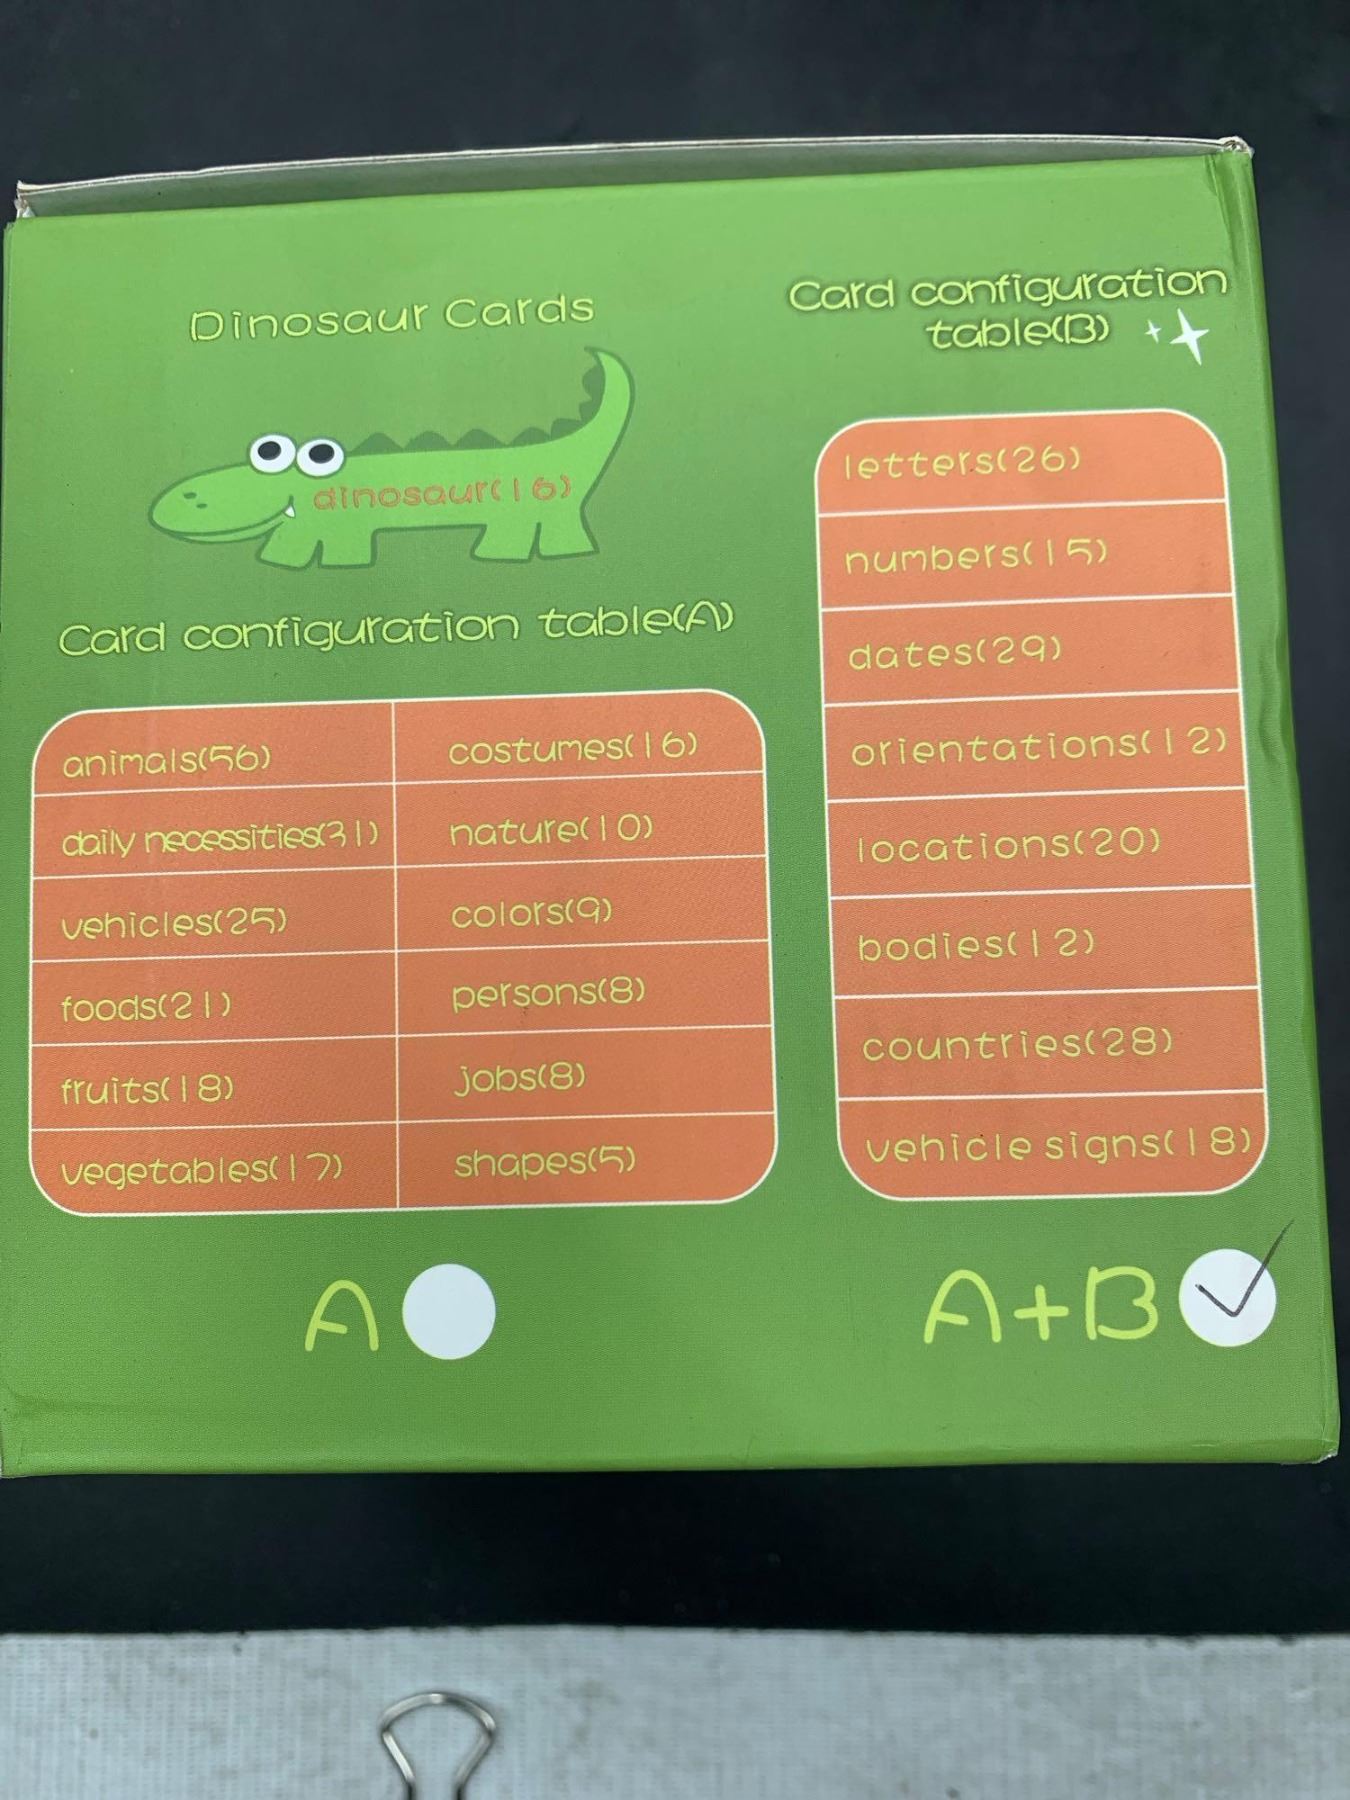 Dinosaur Cards
dinosaur(16)
Card configuration table(A)
animals(56)
costumes(16)
daily necessities(31)
nature(10)
vehicles(25)
colors(9)
foods(21)
persons(8)
fruits(18)
jobs(8)
vegetables(17)
shapes(5)
A
Card configuration
table(B)
letters(26)
numbers(15)
dates(29)
orientations(12)
locations(20)
bodies(12)
countries(28)
vehicle signs(18)
A+B